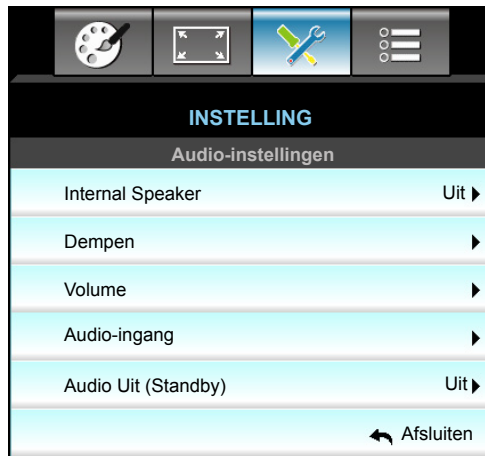 INSTELLING
Audio-instellingen
Internal Speaker Uit
Dempen
Volume
Audio-ingang
Audio Uit (Standby) Uit
Afsluiten